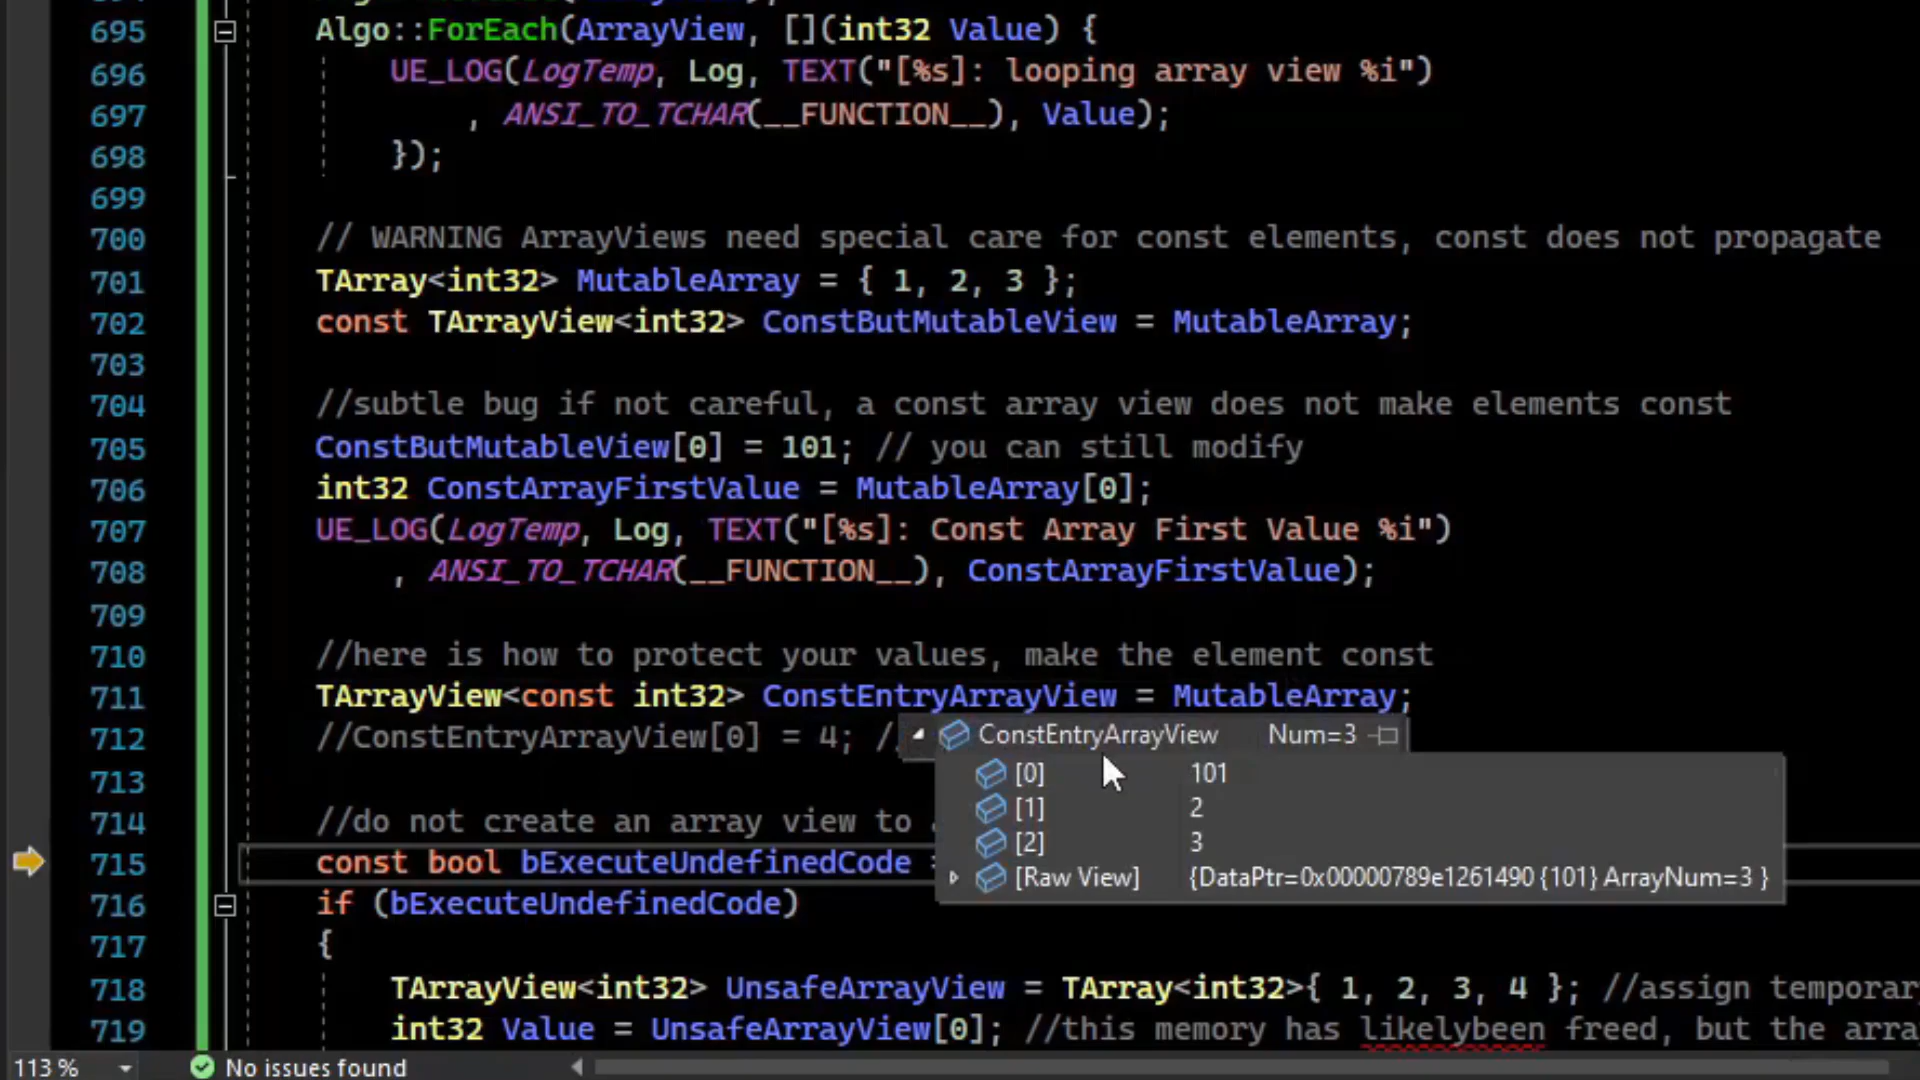 695 Algo::ForEach(ArrayView, [](int32 Value) {
696 UE_LOG(LogTemp, Log, TEXT("[%s]: looping array view %i")
697 , ANSI_TO_TCHAR(__FUNCTION__), Value);
698 });
699
700 // WARNING ArrayViews need special care for const elements, const does not propagate
701 TArray<int32> MutableArray = { 1, 2, 3 };
702 const TArrayView<int32> ConstButMutableView = MutableArray;
703
704 //subtle bug if not careful, a const array view does not make elements const
705 ConstButMutableView[0] = 101; // you can still modify
706 int32 ConstArrayFirstValue = MutableArray[0];
707 UE_LOG(LogTemp, Log, TEXT("[%s]: Const Array First Value %i")
708 , ANSI_TO_TCHAR(__FUNCTION__), ConstArrayFirstValue);
709
710 //here is how to protect your values, make the element const
711 TArrayView<const int32> ConstEntryArrayView = MutableArray;
712 //ConstEntryArrayView[0] = 4; /
ConstEntryArrayView Num=3
[0] 101
[1] 2
[2] 3
[Raw View] {DataPtr=0x00000789e1261490 {101} ArrayNum=3 }
713
714 //do not create an array view to
715 const bool bExecuteUndefinedCode
716 if (bExecuteUndefinedCode)
717 {
718 TArrayView<int32> UnsafeArrayView = TArray<int32>{ 1, 2, 3, 4 }; //assign temporar
719 int32 Value = UnsafeArrayView[0]; //this memory has likelybeen freed, but the arra
113 % No issues found